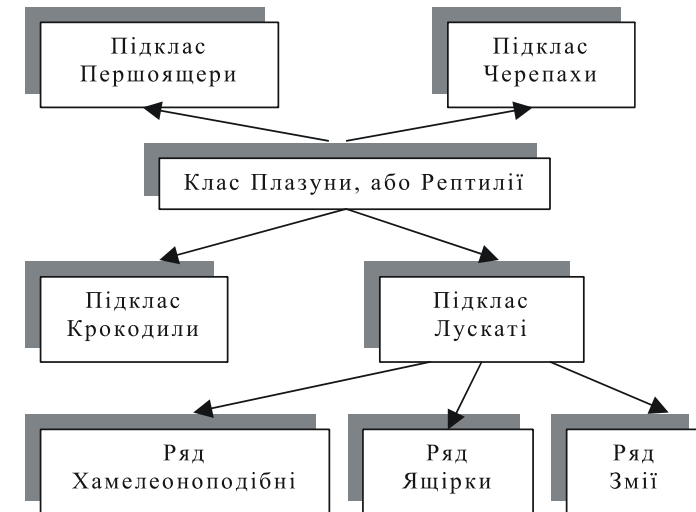 Підклас
Першоящери
Підклас
Черепахи
Клас Плазуни, або Рептилії
Підклас
Крокодили
Підклас
Лускаті
Ряд
Хамелеоноподібні
Ряд
Ящірки
Ряд
Змії